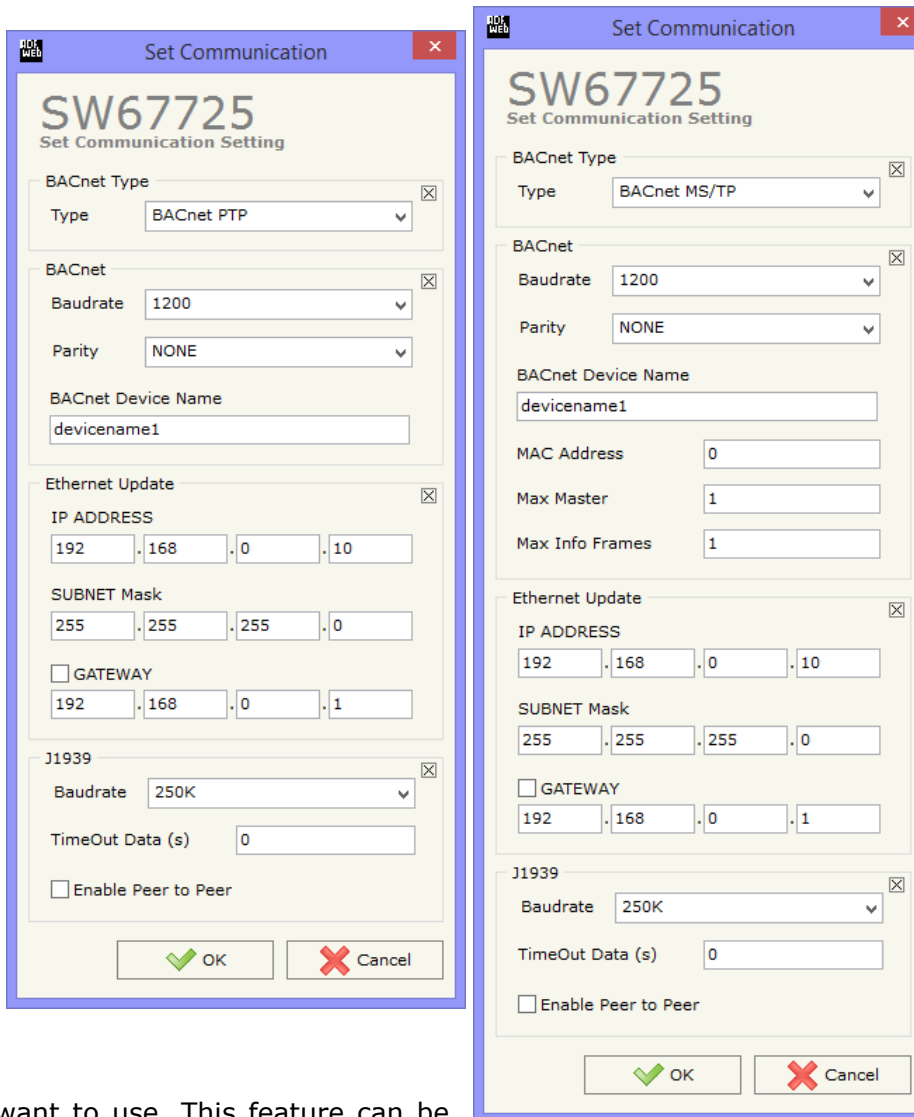 ADF
WEB
Set Communication
SW67725
Set Communication Setting
BACnet Type
Type BACnet PTP
BACnet
Baudrate 1200
Parity NONE
BACnet Device Name
devicename1
Ethernet Update
IP ADDRESS
192 . 168 . 0 . 10
SUBNET Mask
255 . 255 . 255 . 0
GATEWAY
192 . 168 . 0 . 1
J1939
Baudrate 250K
TimeOut Data (s) 0
Enable Peer to Peer
OK Cancel
ADF
WEB
Set Communication
SW67725
Set Communication Setting
BACnet Type
Type BACnet MS/TP
BACnet
Baudrate 1200
Parity NONE
BACnet Device Name
devicename1
MAC Address 0
Max Master 1
Max Info Frames 1
Ethernet Update
IP ADDRESS
192 . 168 . 0 . 10
SUBNET Mask
255 . 255 . 255 . 0
GATEWAY
192 . 168 . 0 . 1
J1939
Baudrate 250K
TimeOut Data (s) 0
Enable Peer to Peer
OK Cancel
want to use. This feature can be